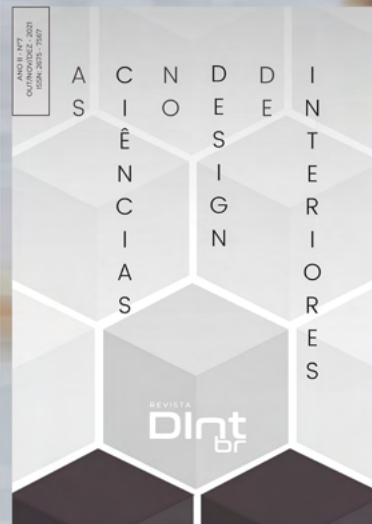 ANO II - Nº7
OUT/NOV/DEZ - 2021
ISSN: 2675 - 7567
AS
CIÊNCIAS
NO
DESIGN
DE
INTERIORES
REVISTA
DInt
br